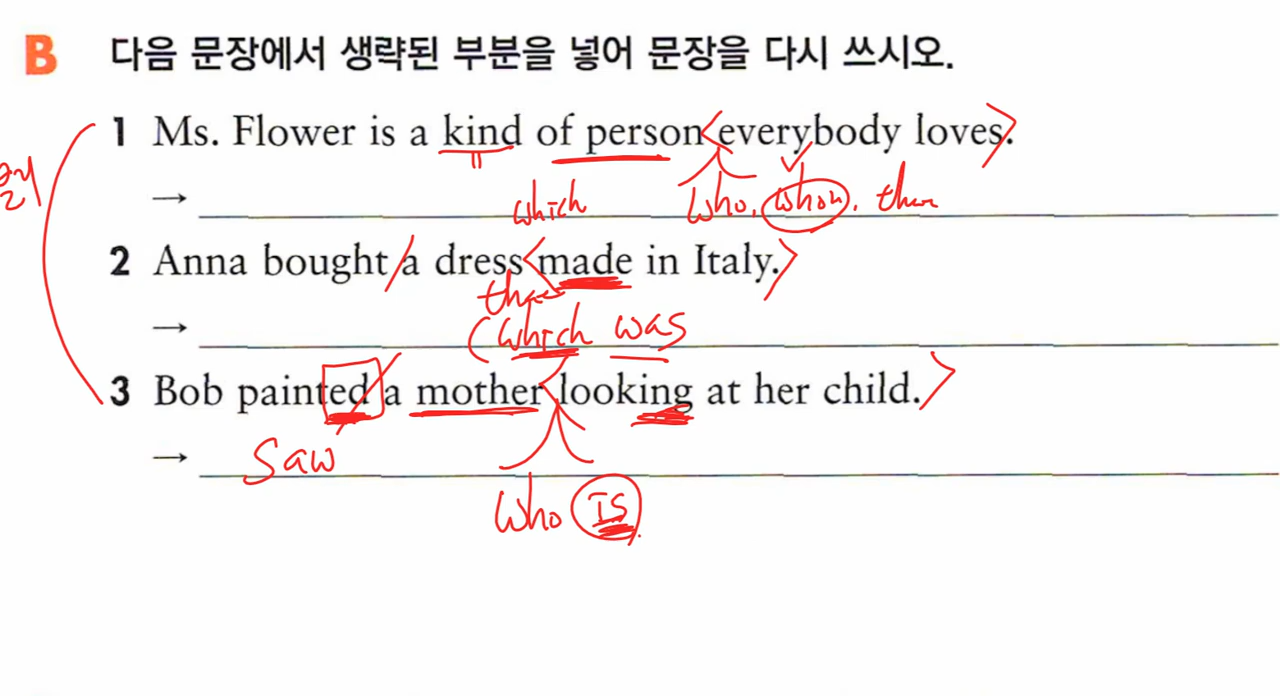 B 다음 문장에서 생략된 부분을 넣어 문장을 다시 쓰시오.
1 Ms. Flower is a kind of person everybody loves.
→ which who, whom, that
2 Anna bought a dress made in Italy.
that
→ (which was
3 Bob painted a mother looking at her child.
→ saw
who is